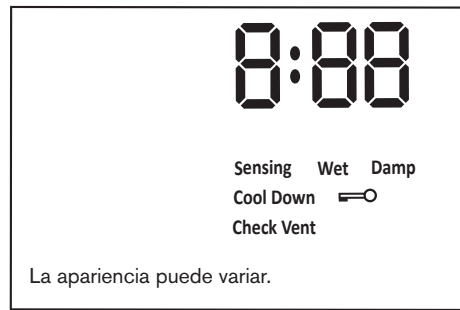 8:88
Sensing Wet Damp
Cool Down
Check Vent
La apariencia puede variar.